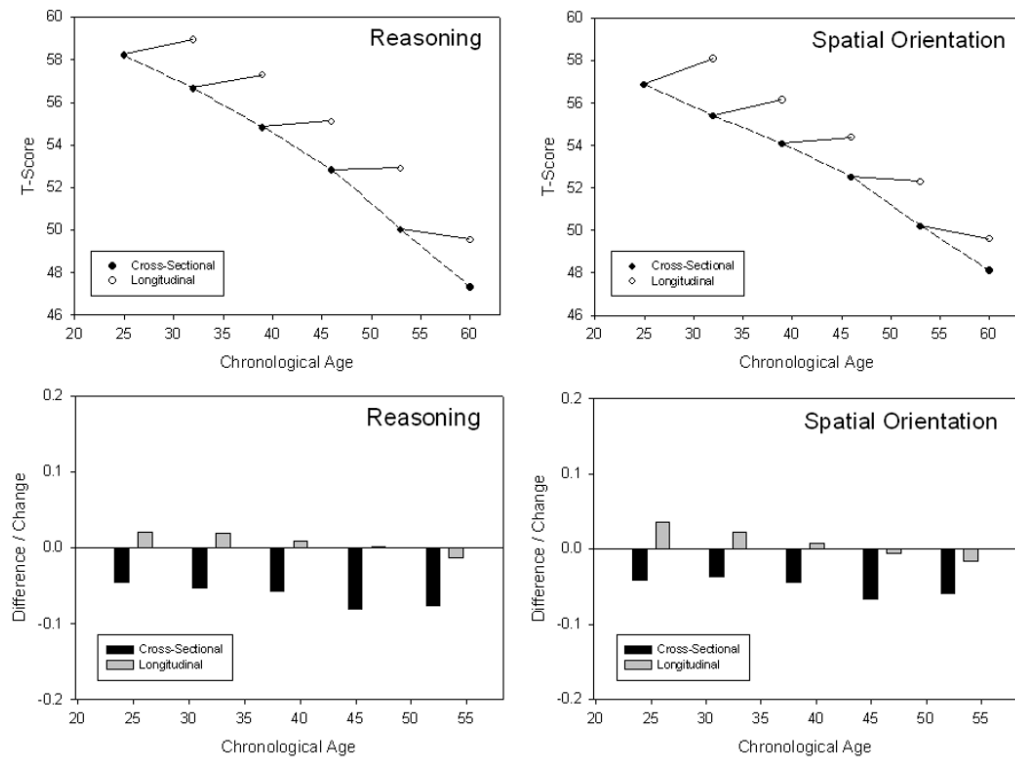 Reasoning
60
58
56
54
52
50
48
46
T-Score
Cross-Sectional
Longitudinal
20 25 30 35 40 45 50 55 60
Chronological Age
Spatial Orientation
60
58
56
54
52
50
48
46
T-Score
Cross-Sectional
Longitudinal
20 25 30 35 40 45 50 55 60
Chronological Age
Reasoning
0.2
0.1
0.0
-0.1
-0.2
Difference / Change
Cross-Sectional
Longitudinal
20 25 30 35 40 45 50 55
Chronological Age
Spatial Orientation
0.2
0.1
0.0
-0.1
-0.2
Difference / Change
Cross-Sectional
Longitudinal
20 25 30 35 40 45 50 55
Chronological Age